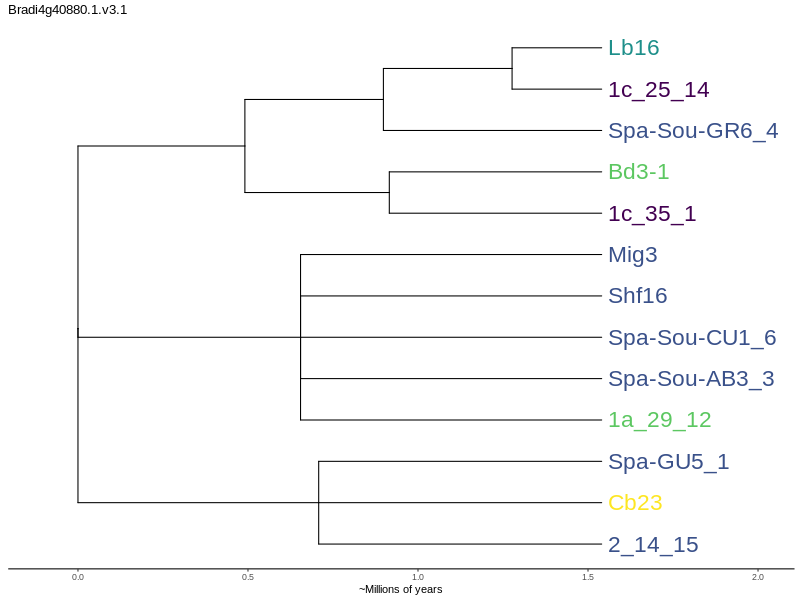 Bradi4g40880.1.v3.1
Lb16
1c_25_14
Spa-Sou-GR6_4
Bd3-1
1c_35_1
Mig3
Shf16
Spa-Sou-CU1_6
Spa-Sou-AB3_3
1a_29_12
Spa-GU5_1
Cb23
2_14_15
0.0 0.5 1.0 1.5 2.0
~Millions of years